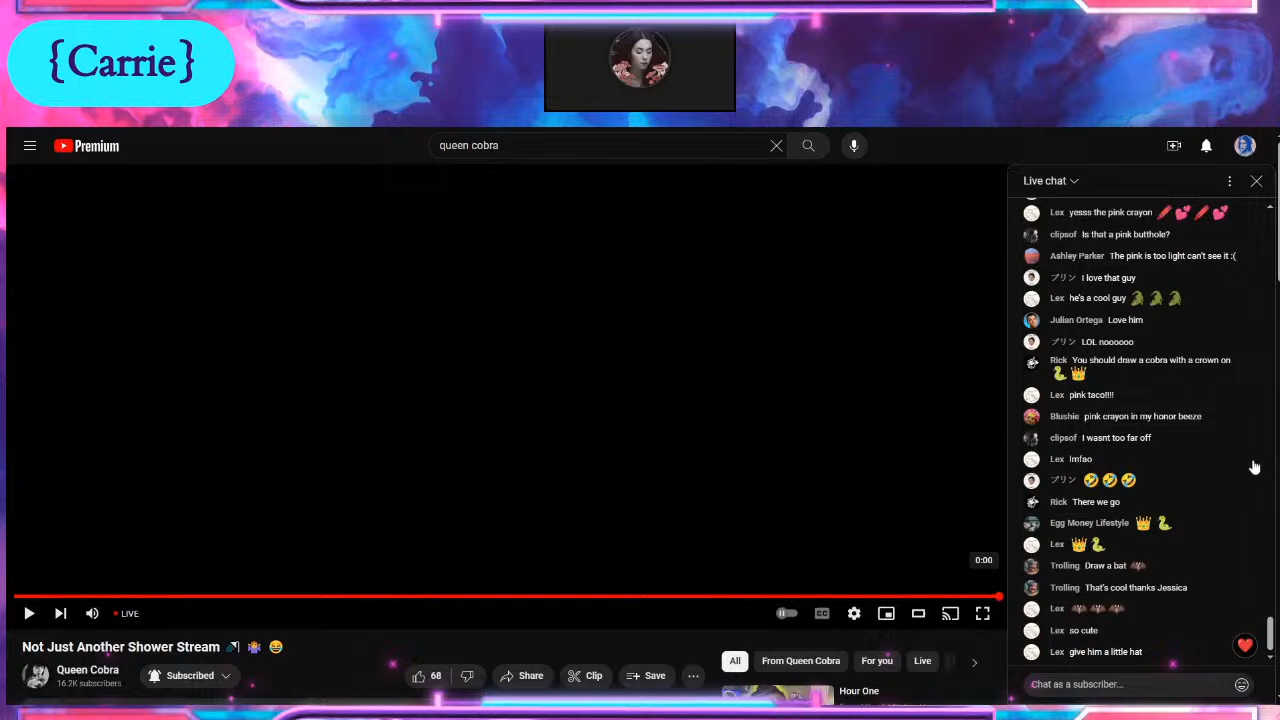 {Carrie}
Premium
queen cobra
Live chat
Lex yesss the pink crayon 🖍️💕🖍️💕
clipsof Is that a pink butthole?
Ashley Parker The pink is too light can't see it :(
プリン I love that guy
Lex he's a cool guy 🐊🐊🐊
Julian Ortega Love him
プリン LOL noooooo
Rick You should draw a cobra with a crown on
🐍👑
Lex pink taco!!!!
Blushie pink crayon in my honor beeze
clipsof I wasnt too far off
Lex lmfao
プリン 🤣🤣🤣
Rick There we go
Egg Money Lifestyle 👑🐍
Lex 👑🐍
Trolling Draw a bat 🦇
Trolling That's cool thanks Jessica
Lex 🦇🦇🦇
Lex so cute
Lex give him a little hat
Chat as a subscriber...
0:00
LIVE
CC
Not Just Another Shower Stream 🚿🤷‍♀️😂
Queen Cobra
16.2K subscribers
Subscribed
68
Share
Clip
Save
All
From Queen Cobra
For you
Live
Hour One